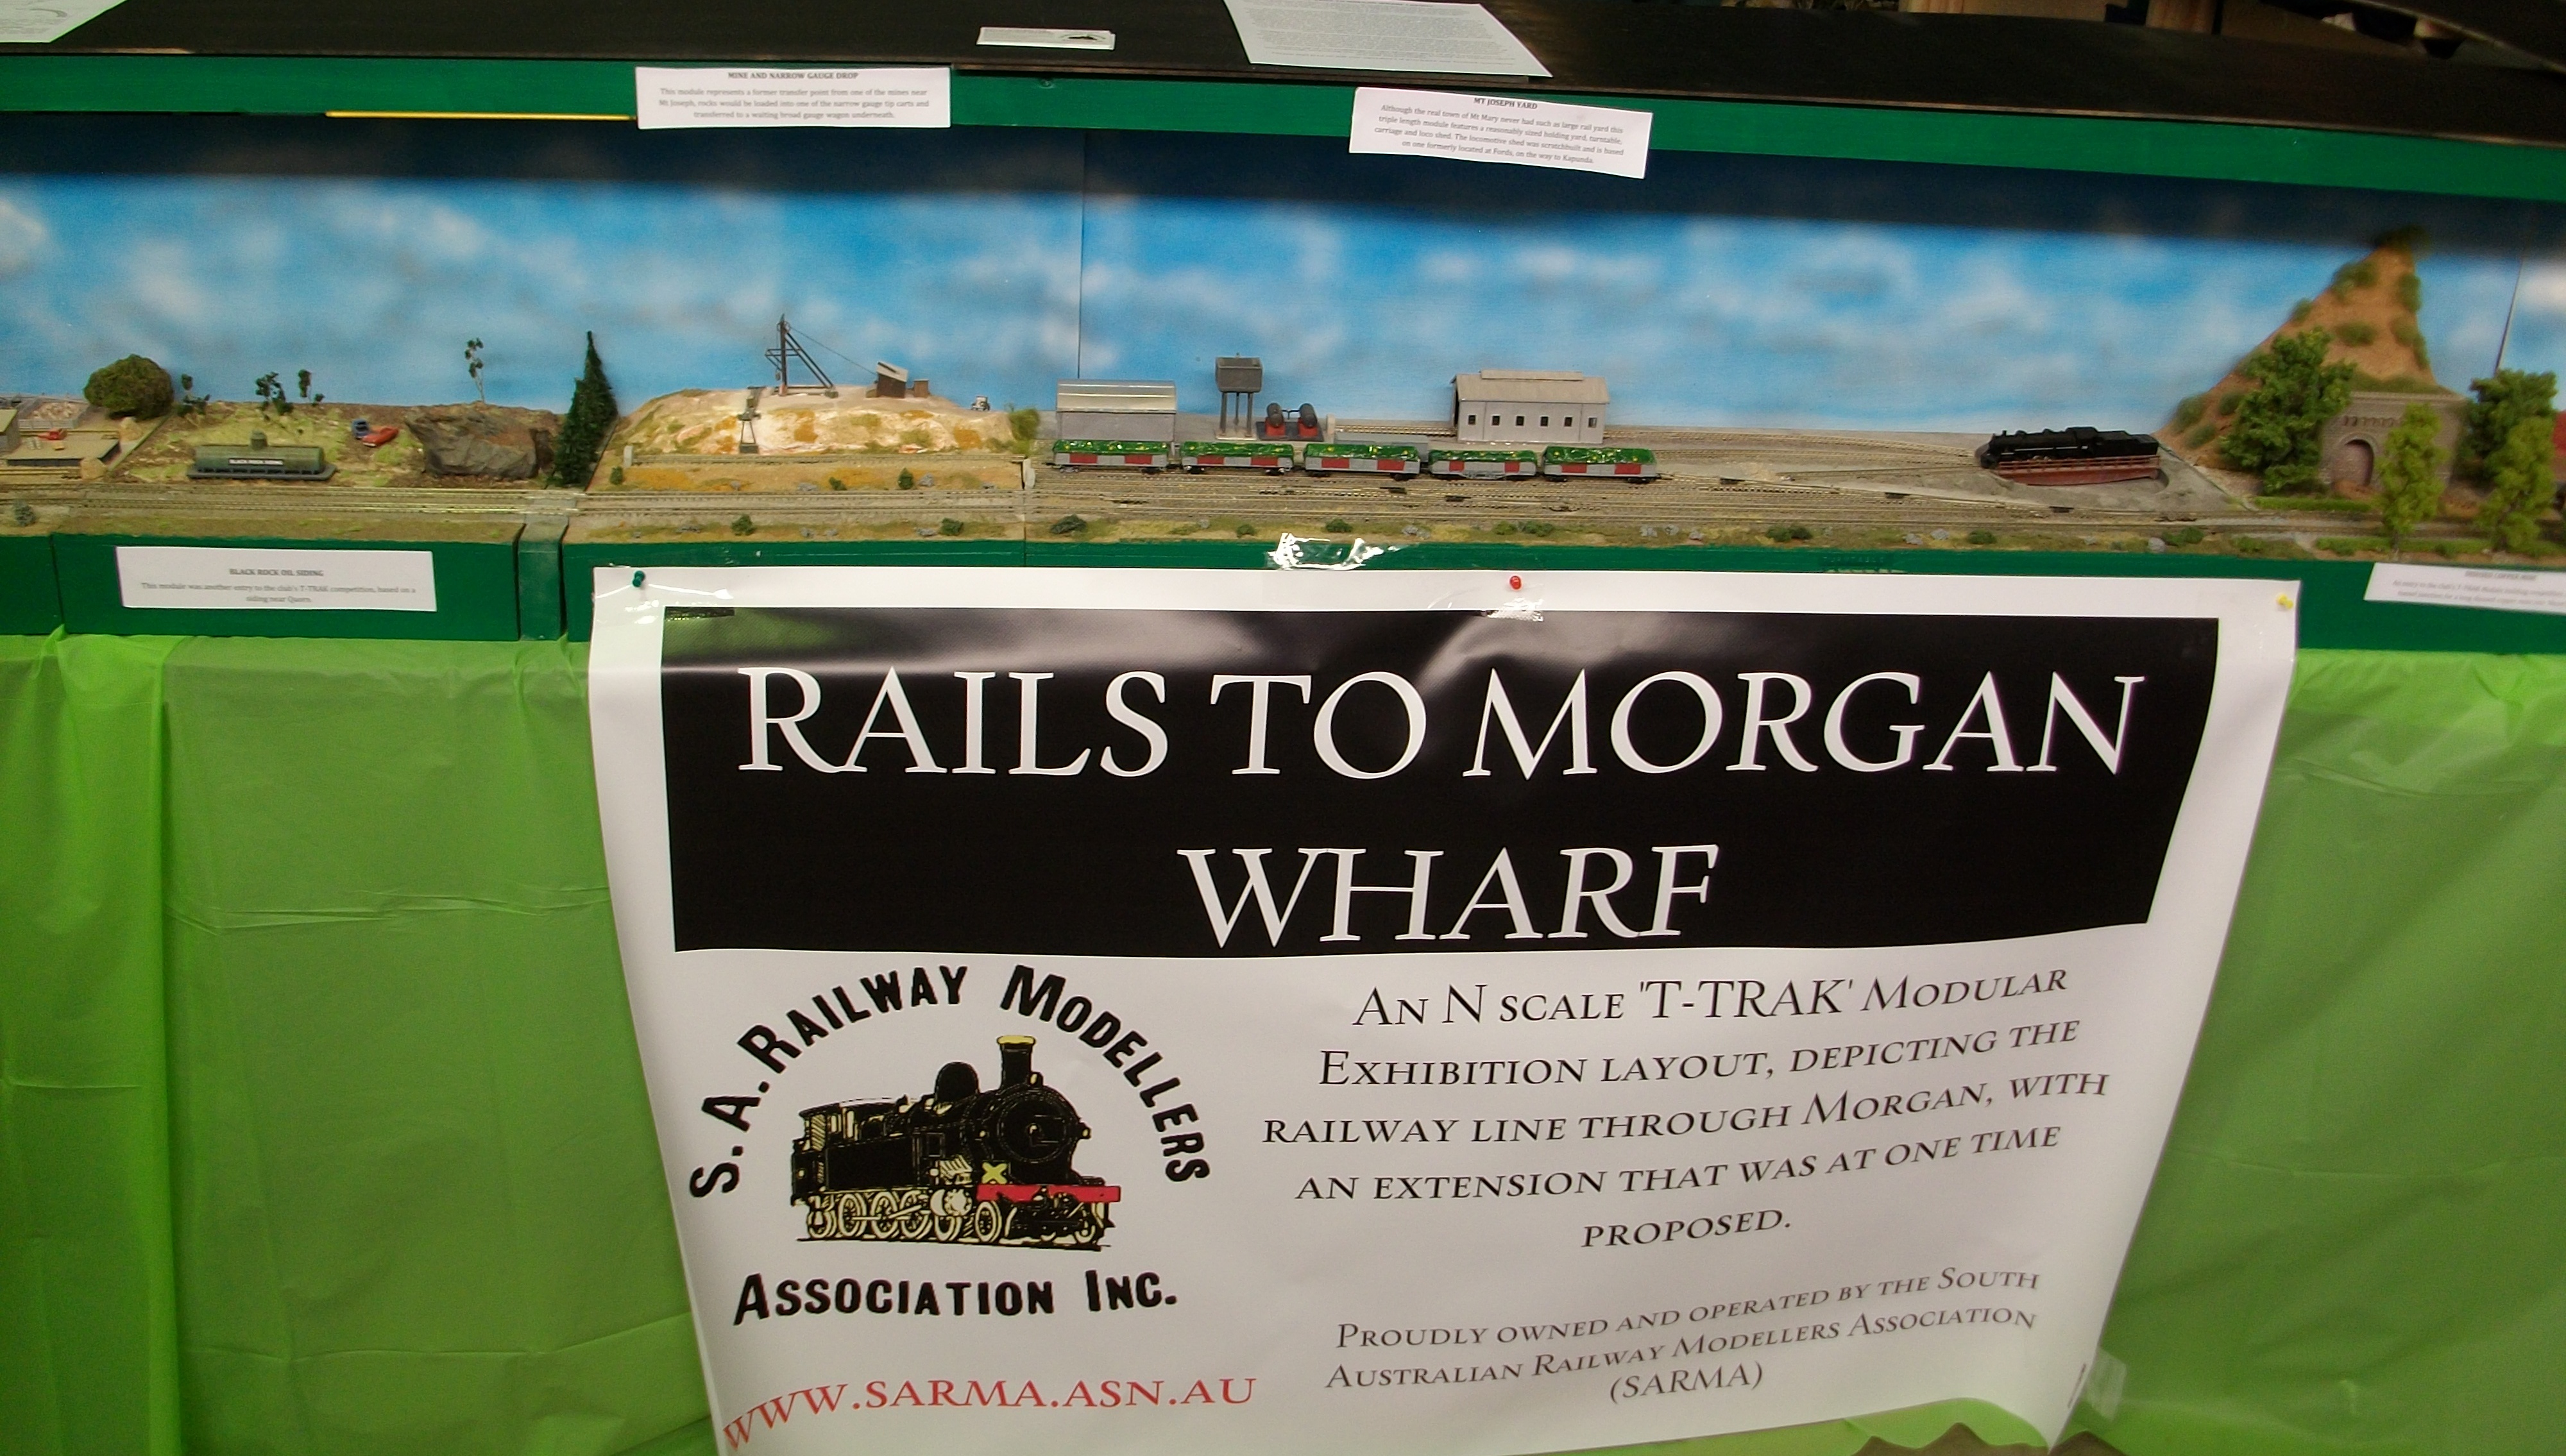 MINE AND NARROW GAUGE DROP
This module represents a former transfer point from one of the mines near
Mt Joseph, rocks would be loaded into one of the narrow gauge tip carts and
transferred to a waiting broad gauge wagon underneath.
MT JOSEPH YARD
Although the real town of Mt Mary never had such as large rail yard this
triple length module features a reasonably sized holding yard, turntable,
carriage and loco shed. The locomotive shed was scratchbuilt and is based
on one formerly located at Fords, on the way to Kapunda.
BLACK ROCK SIDING
BLACK ROCK OIL SIDING
This module was another entry to the club's T-TRAK competition, based on a
siding near Quorn.
RAILS TO MORGAN
WHARF
S.A. RAILWAY MODELLERS
ASSOCIATION INC.
WWW.SARMA.ASN.AU
AN N SCALE 'T-TRAK' MODULAR
EXHIBITION LAYOUT, DEPICTING THE
RAILWAY LINE THROUGH MORGAN, WITH
AN EXTENSION THAT WAS AT ONE TIME
PROPOSED.
PROUDLY OWNED AND OPERATED BY THE SOUTH
AUSTRALIAN RAILWAY MODELLERS ASSOCIATION
(SARMA)